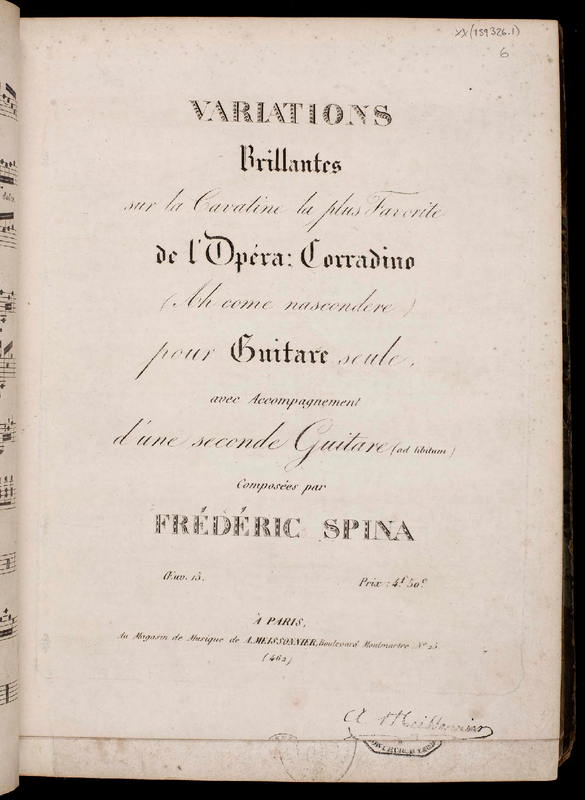 XX(159326.1)
6
VARIATIONS
Brillantes
sur la Cavatine la plus Favorite
de l'Opéra: Corradino
(Ah come nascondere)
pour Guitare seule,
avec Accompagnement
d'une seconde Guitare (ad libitum)
Composées par
FRÉDÉRIC SPINA
Œuv. 15.
Prix : 4f 50c
À PARIS,
Au Magasin de Musique de A. MEISSONNIER, Boulevard Montmartre, No 25
(462)
A. Meissonnier